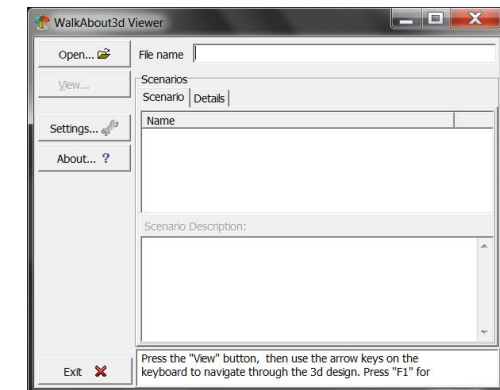 WalkAbout3d Viewer
Open...
File name
View...
Scenarios
Scenario Details
Settings...
Name
About... ?
Scenario Description:
Exit
Press the "View" button, then use the arrow keys on the
keyboard to navigate through the 3d design. Press "F1" for